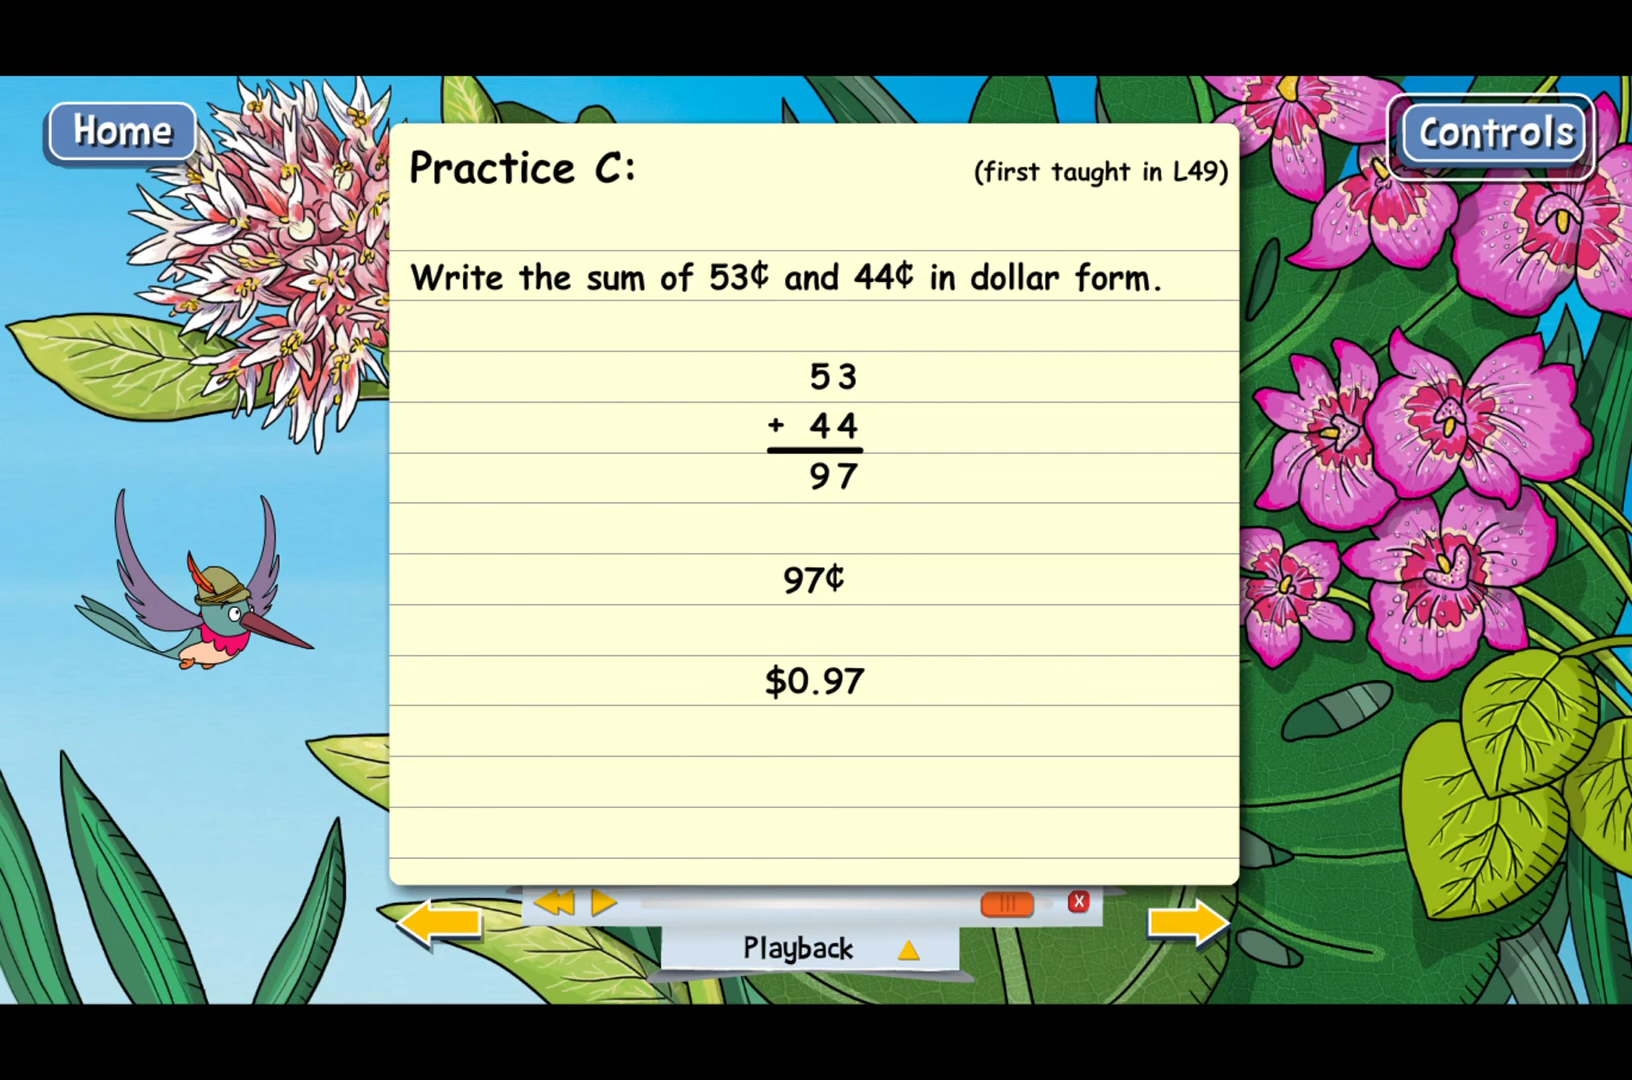 Home
Controls
Practice C:
(first taught in L49)
Write the sum of 53¢ and 44¢ in dollar form.
53
+ 44
97
97¢
$0.97
X
Playback